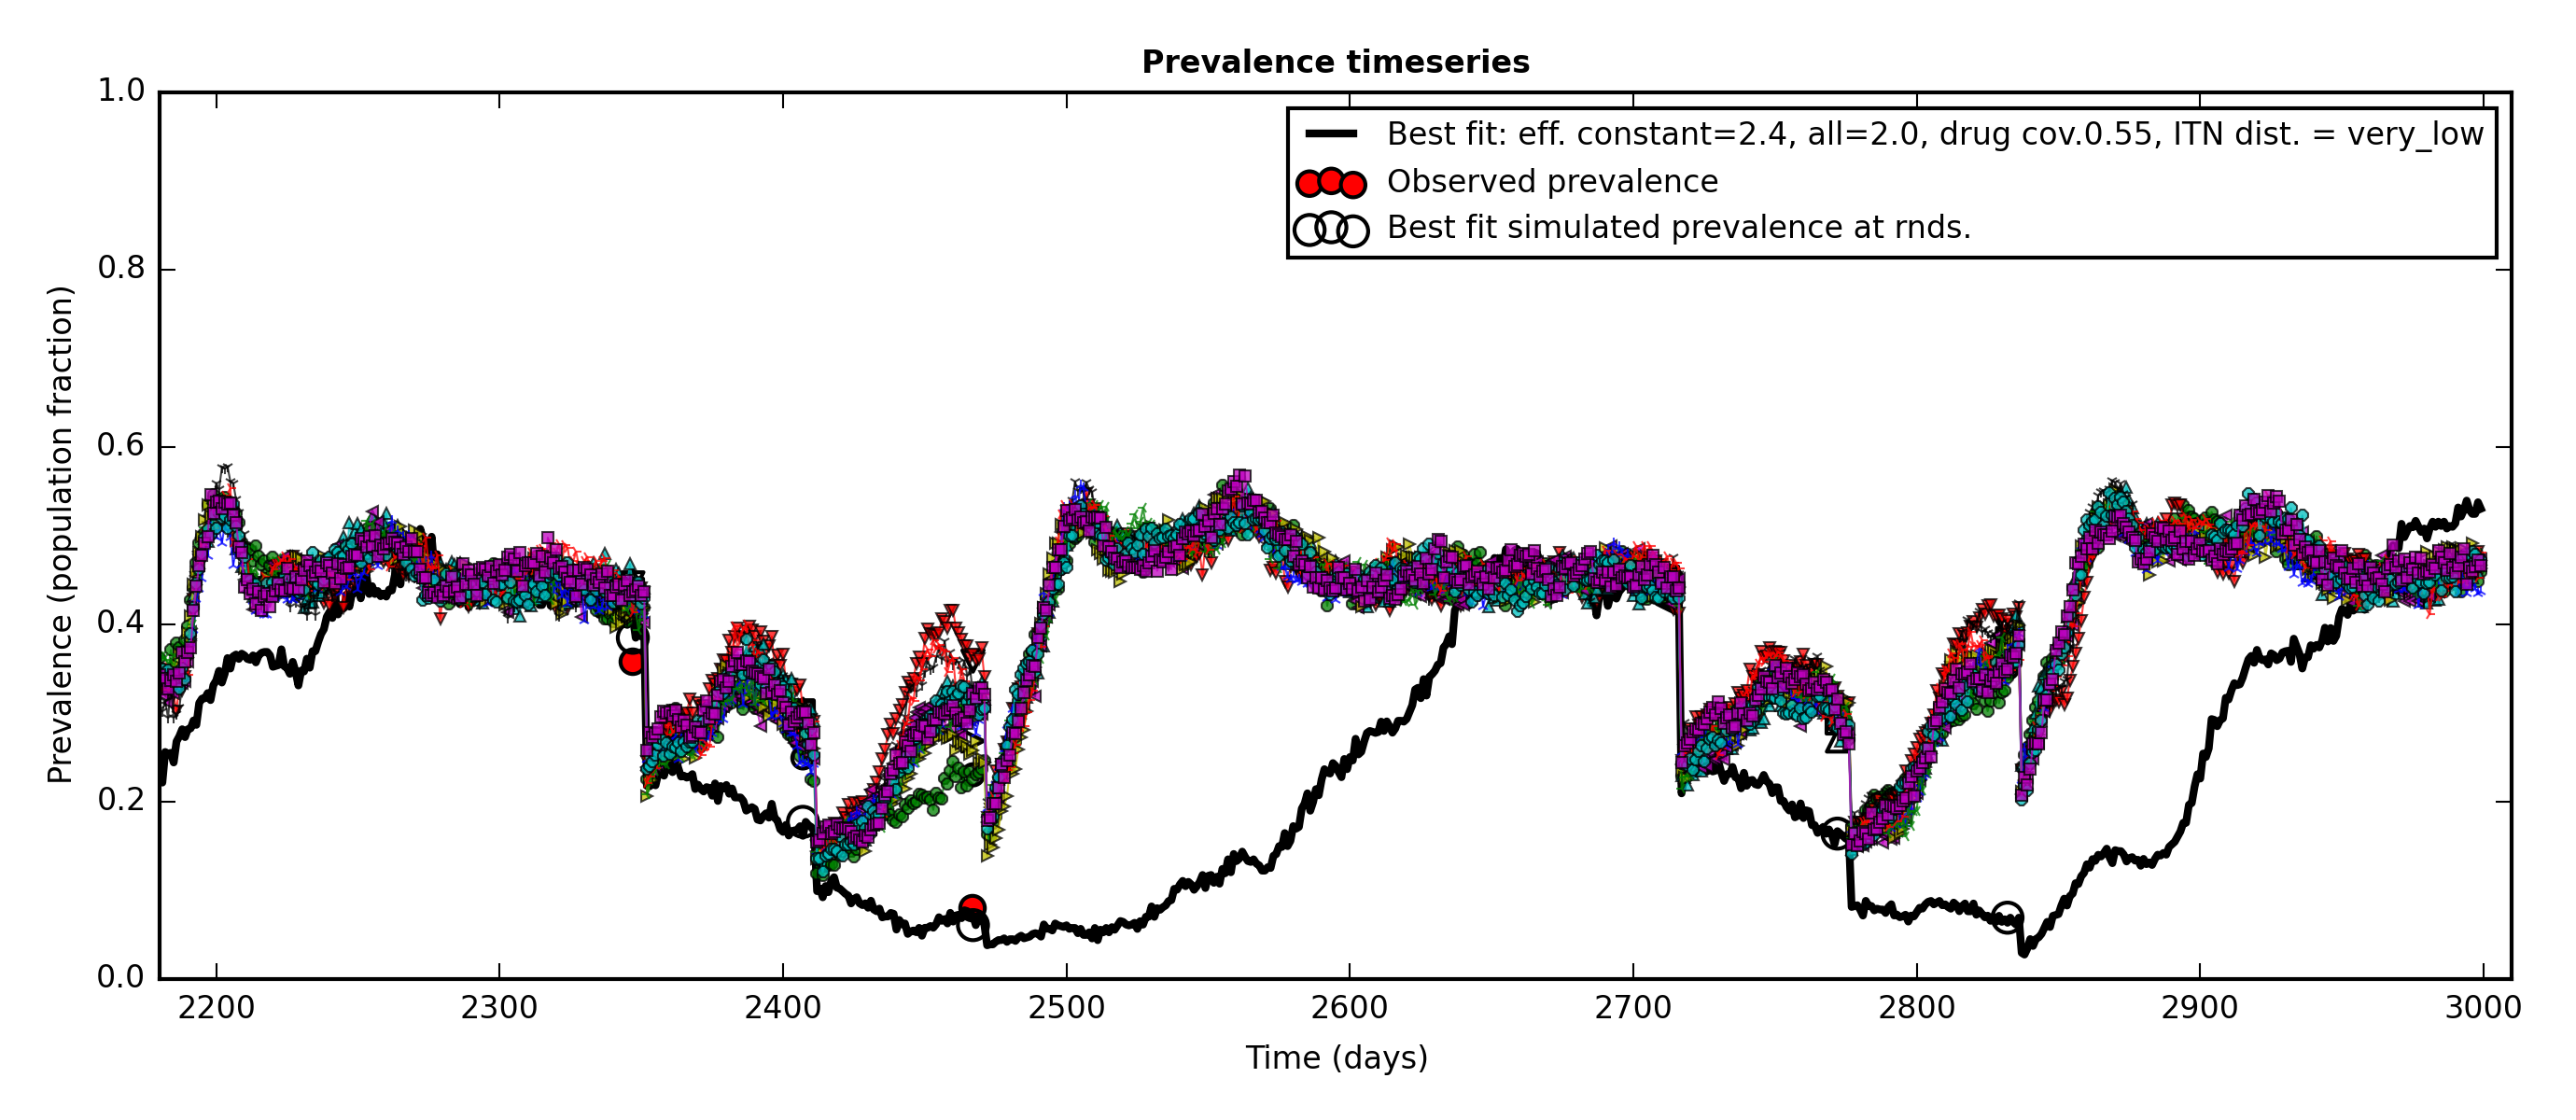 Prevalence timeseries
1.0
0.8
0.6
0.4
0.2
0.0
Prevalence (population fraction)
Best fit: eff. constant=2.4, all=2.0, drug cov.0.55, ITN dist. = very_low
Observed prevalence
Best fit simulated prevalence at rnds.
2200 2300 2400 2500 2600 2700 2800 2900 3000
Time (days)